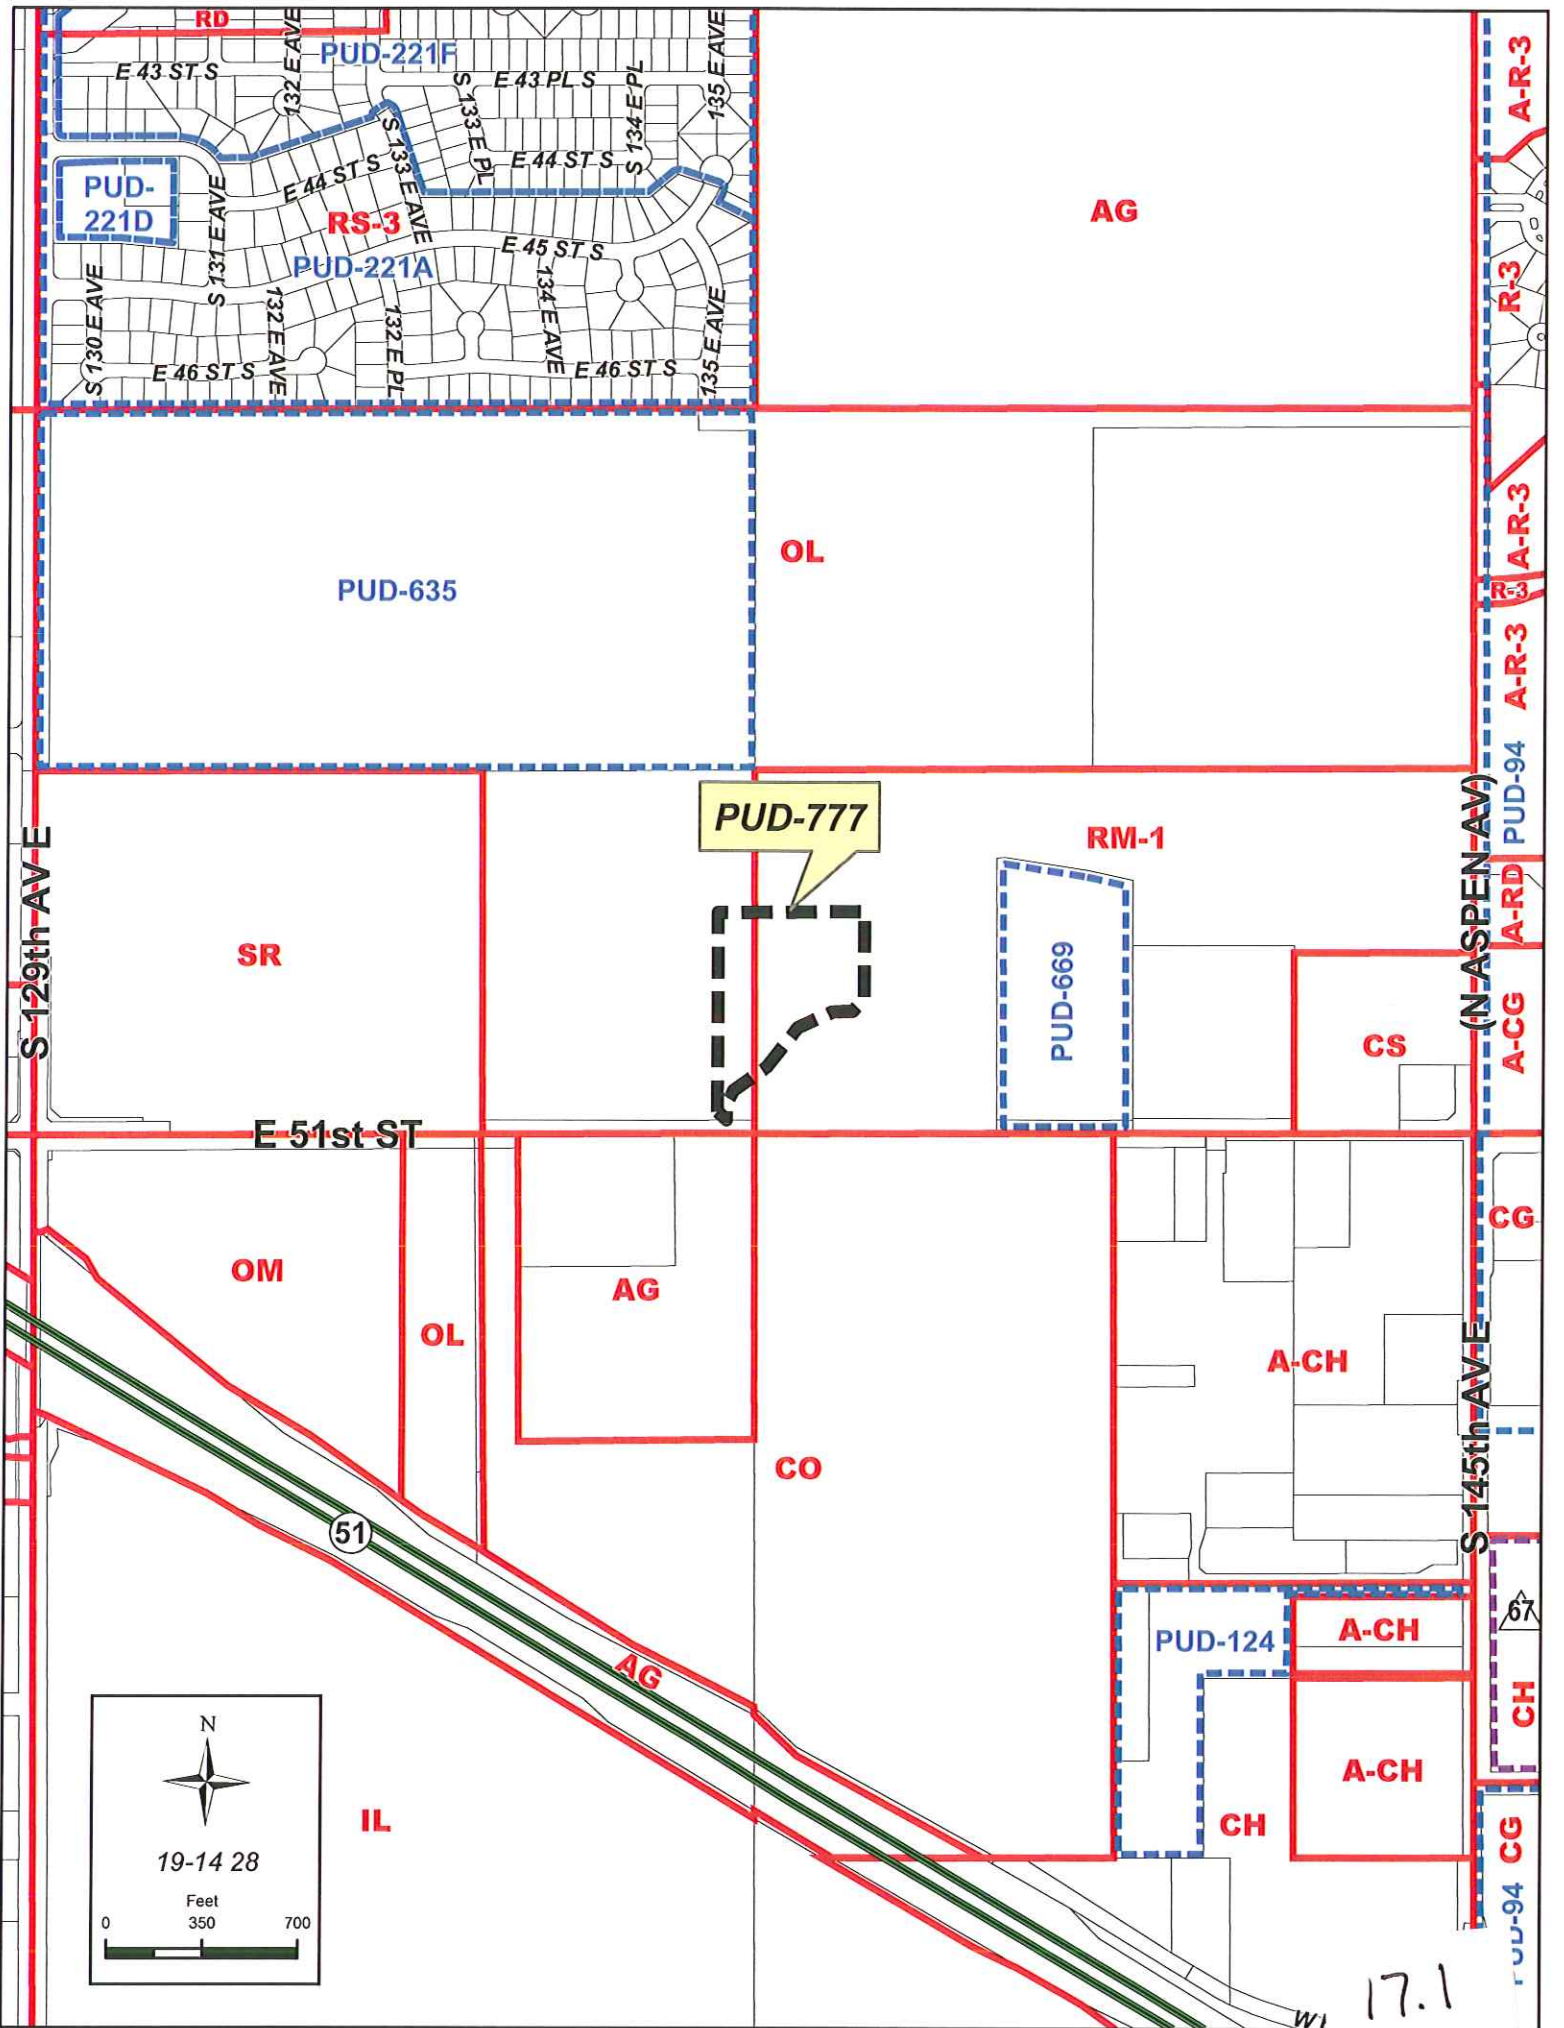 RD
PUD-221F
A-R-3
E 43 ST S
132 E AVE
E 43 PL S
S 133 E PL
S 134 E PL
135 E AVE
S 133 E AVE
E 44 ST S
E 44 ST S
PUD-
221D
S 131 E AVE
RS-3
AG
E 45 ST S
PUD-221A
R-3
S 130 E AVE
132 E AVE
132 E PL
134 E AVE
135 E AVE
E 46 ST S
E 46 ST S
A-R-3
OL
PUD-635
R-3
A-R-3
PUD-94
PUD-777
RM-1
S 129th AV E
SR
(N ASPEN AV)
A-RD
PUD-669
CS
A-CG
E 51st ST
CG
OM
AG
OL
A-CH
S 145th AV E
CO
51
67
PUD-124
A-CH
AG
CH
A-CH
N
IL
CH
CG
19-14 28
Feet
0 350 700
PUD-94
17.1